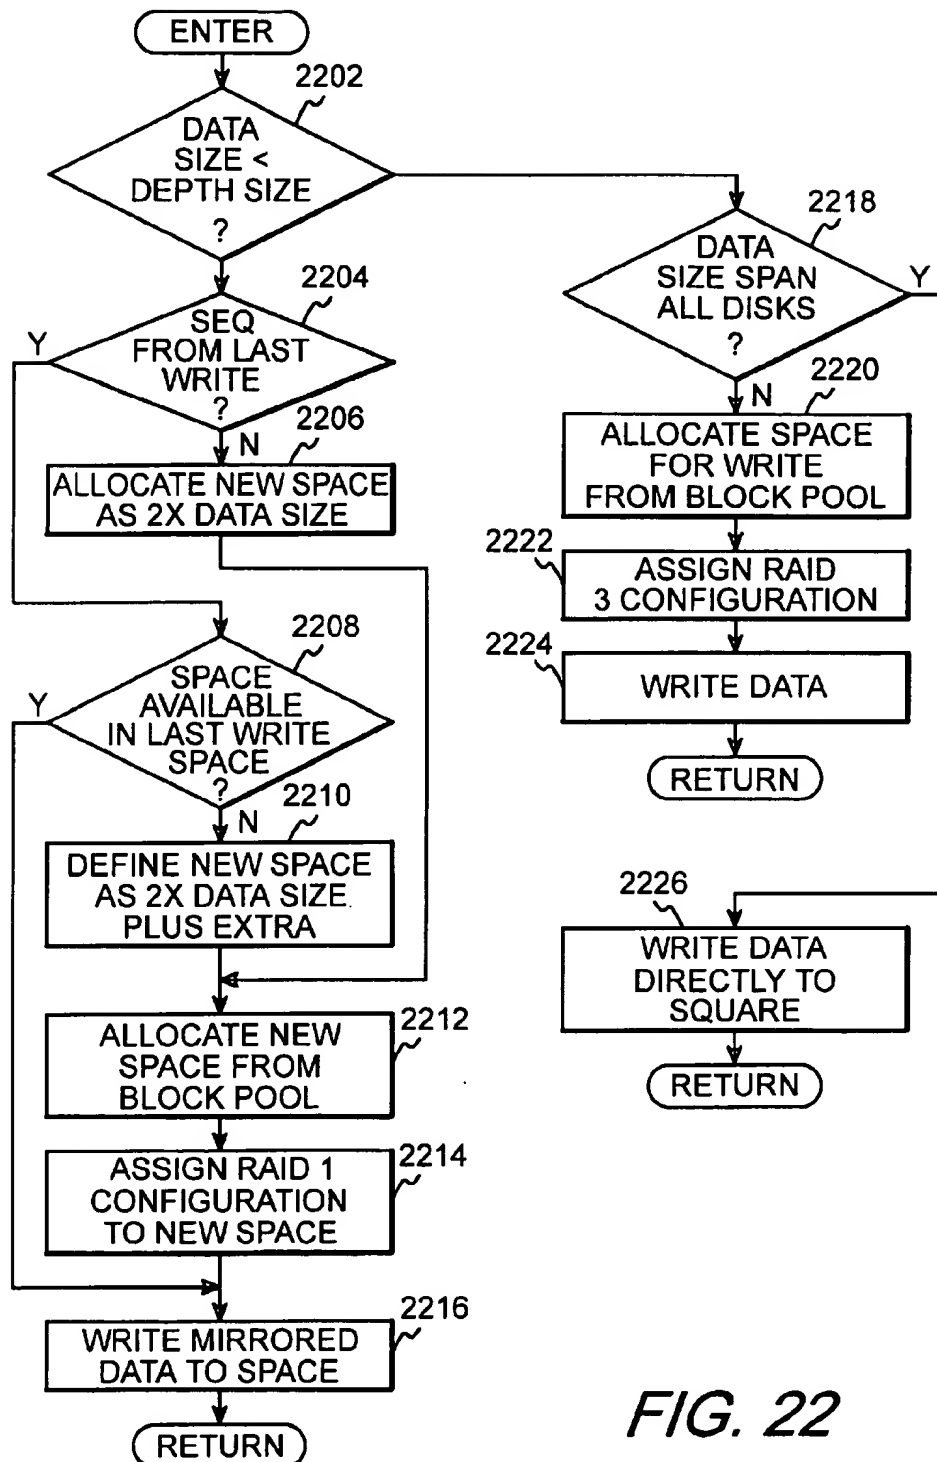 ENTER
2202
DATA
SIZE <
DEPTH SIZE
?
2204
SEQ
FROM LAST
WRITE
?
Y
N
2206
ALLOCATE NEW SPACE
AS 2X DATA SIZE
2208
SPACE
AVAILABLE
IN LAST WRITE
SPACE
?
Y
N
2210
DEFINE NEW SPACE
AS 2X DATA SIZE
PLUS EXTRA
2212
ALLOCATE NEW
SPACE FROM
BLOCK POOL
2214
ASSIGN RAID 1
CONFIGURATION
TO NEW SPACE
2216
WRITE MIRRORED
DATA TO SPACE
RETURN
2218
DATA
SIZE SPAN
ALL DISKS
?
Y
N
2220
ALLOCATE SPACE
FOR WRITE
FROM BLOCK POOL
2222
ASSIGN RAID
3 CONFIGURATION
2224
WRITE DATA
RETURN
2226
WRITE DATA
DIRECTLY TO
SQUARE
RETURN
FIG. 22